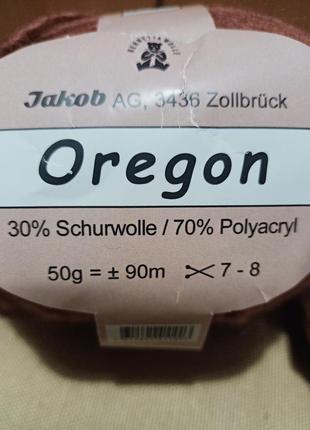 Jakob AG, 3436 Zollbrück
Oregon
30% Schurwolle / 70% Polyacryl
50g = ± 90m 7 - 8